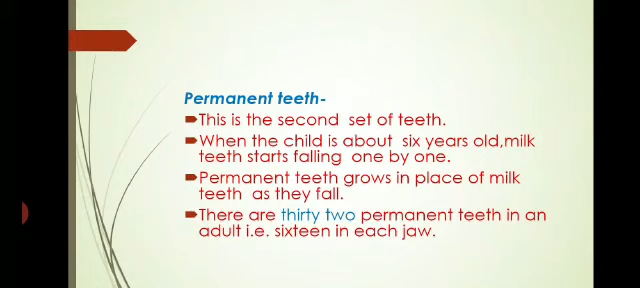 Permanent teeth-
This is the second set of teeth.
When the child is about six years old,milk
teeth starts falling one by one.
Permanent teeth grows in place of milk
teeth as they fall.
There are thirty two permanent teeth in an
adult i.e. sixteen in each jaw.